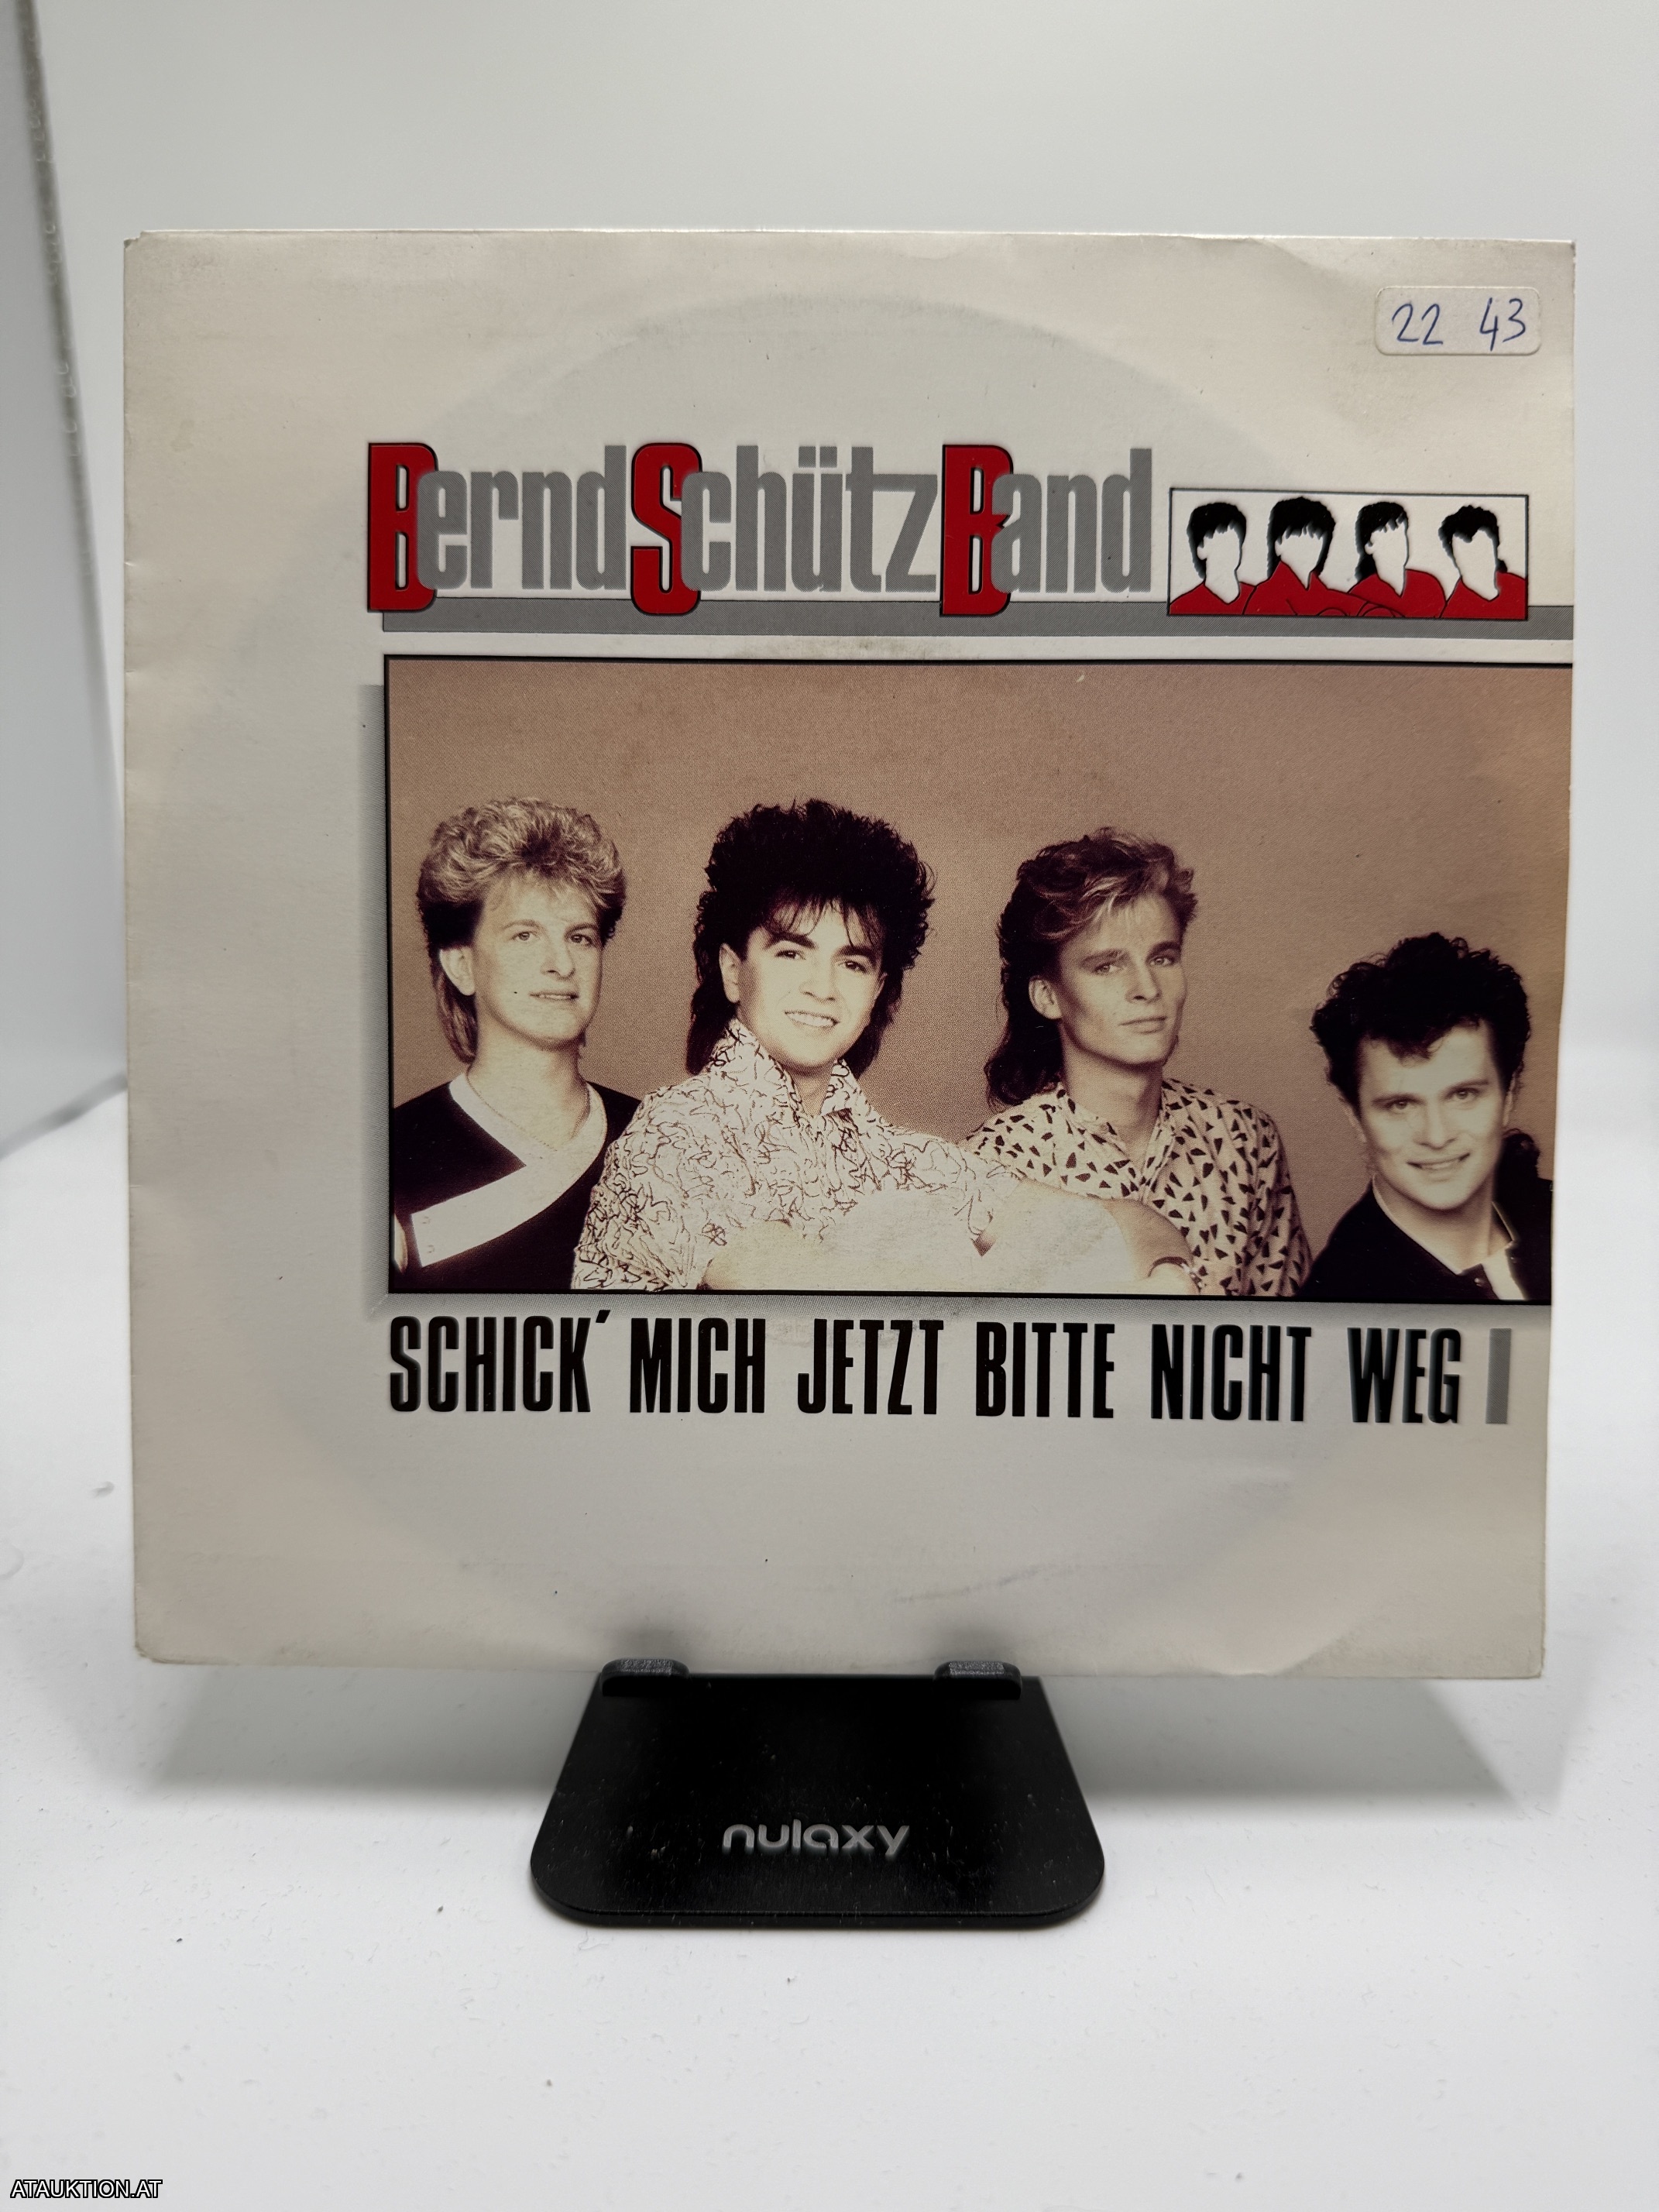 22 43
BerndSchützBand
SCHICK´ MICH JETZT BITTE NICHT WEG
nulaxy
ATAUKTION.AT